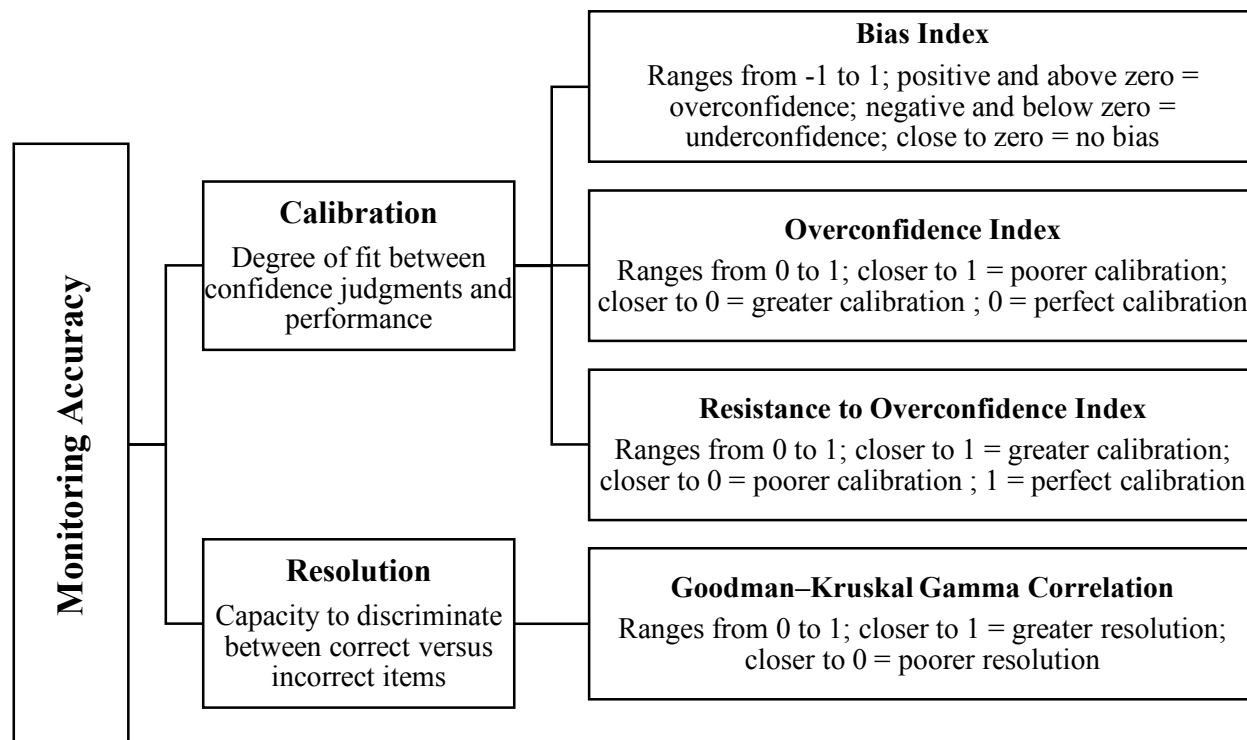 Monitoring Accuracy
Calibration
Degree of fit between
confidence judgments and
performance
Resolution
Capacity to discriminate
between correct versus
incorrect items
Bias Index
Ranges from -1 to 1; positive and above zero =
overconfidence; negative and below zero =
underconfidence; close to zero = no bias
Overconfidence Index
Ranges from 0 to 1; closer to 1 = poorer calibration;
closer to 0 = greater calibration ; 0 = perfect calibration
Resistance to Overconfidence Index
Ranges from 0 to 1; closer to 1 = greater calibration;
closer to 0 = poorer calibration ; 1 = perfect calibration
Goodman–Kruskal Gamma Correlation
Ranges from 0 to 1; closer to 1 = greater resolution;
closer to 0 = poorer resolution